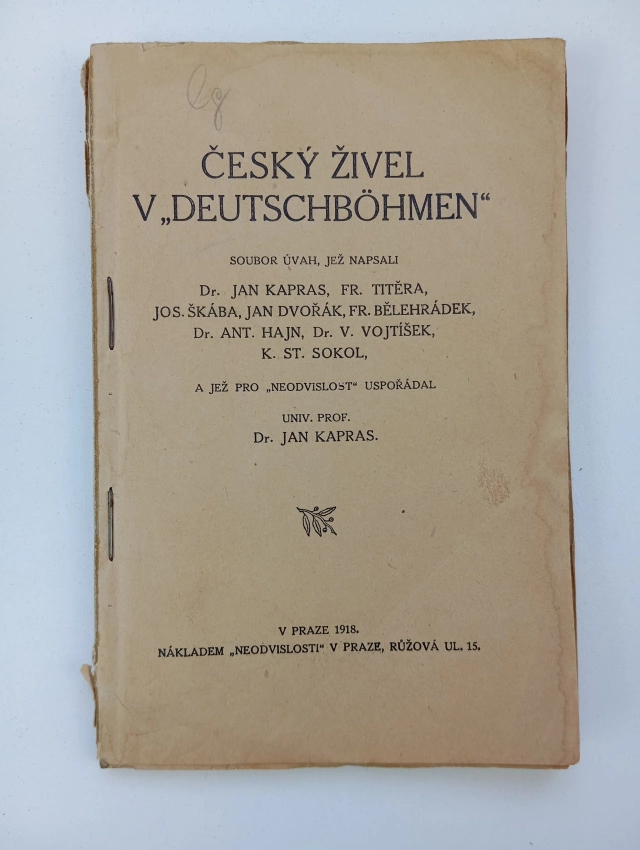 ČESKÝ ŽIVEL
V „DEUTSCHBÖHMEN“
SOUBOR ÚVAH, JEŽ NAPSALI
Dr. JAN KAPRAS, FR. TITĚRA,
JOS. ŠKÁBA, JAN DVOŘÁK, FR. BĚLEHRÁDEK,
Dr. ANT. HAJN, Dr. V. VOJTÍŠEK,
K. ST. SOKOL,
A JEŽ PRO „NEODVISLOST“ USPOŘÁDAL
UNIV. PROF.
Dr. JAN KAPRAS.
V PRAZE 1918.
NÁKLADEM „NEODVISLOSTI“ V PRAZE, RŮŽOVÁ UL. 15.